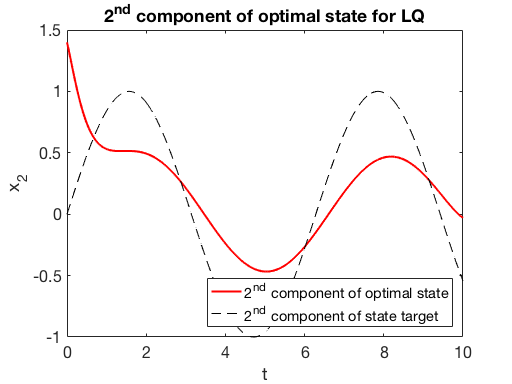 2nd component of optimal state for LQ
1.5
1
0.5
0
-0.5
-1
x2
0 2 4 6 8 10
t
2nd component of optimal state
2nd component of state target